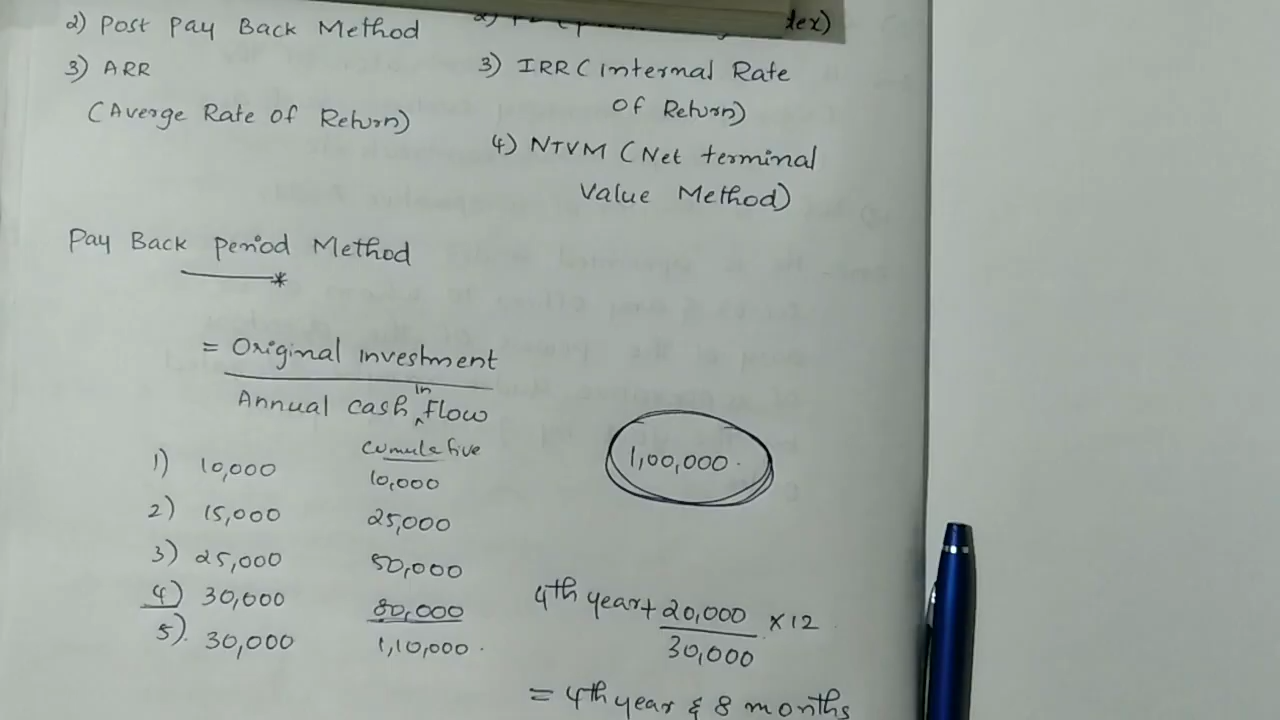 2) Post Pay Back Method
3) ARR
(Averge Rate of Return)
dex)
3) IRR (Internal Rate
of Return)
4) NTVM (Net terminal
Value Method)
Pay Back Period Method
= Original investment
Annual cash in flow
cumulative
1) 10,000 10,000
2) 15,000 25,000
3) 25,000 50,000
4) 30,000 80,000
5). 30,000 1,10,000.
1,00,000.
4th year + 20,000 × 12
30,000
= 4th year & 8 months